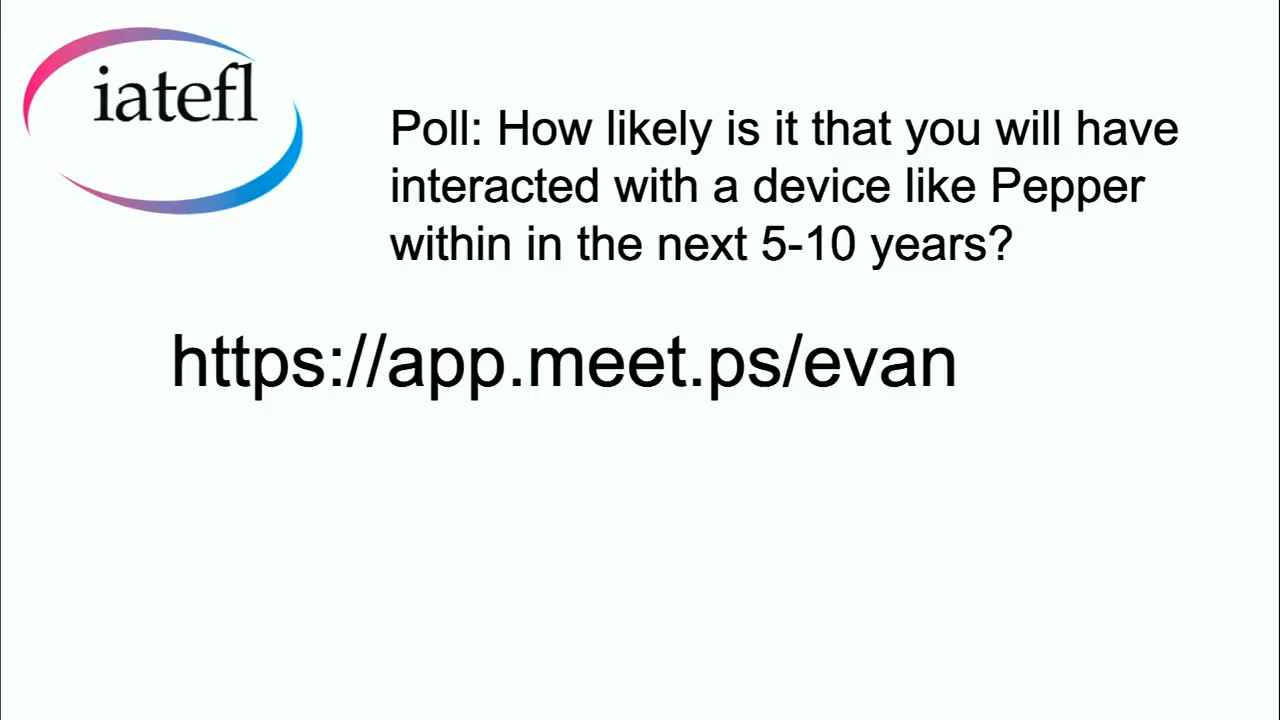 iatefl
Poll: How likely is it that you will have
interacted with a device like Pepper
within in the next 5-10 years?
https://app.meet.ps/evan